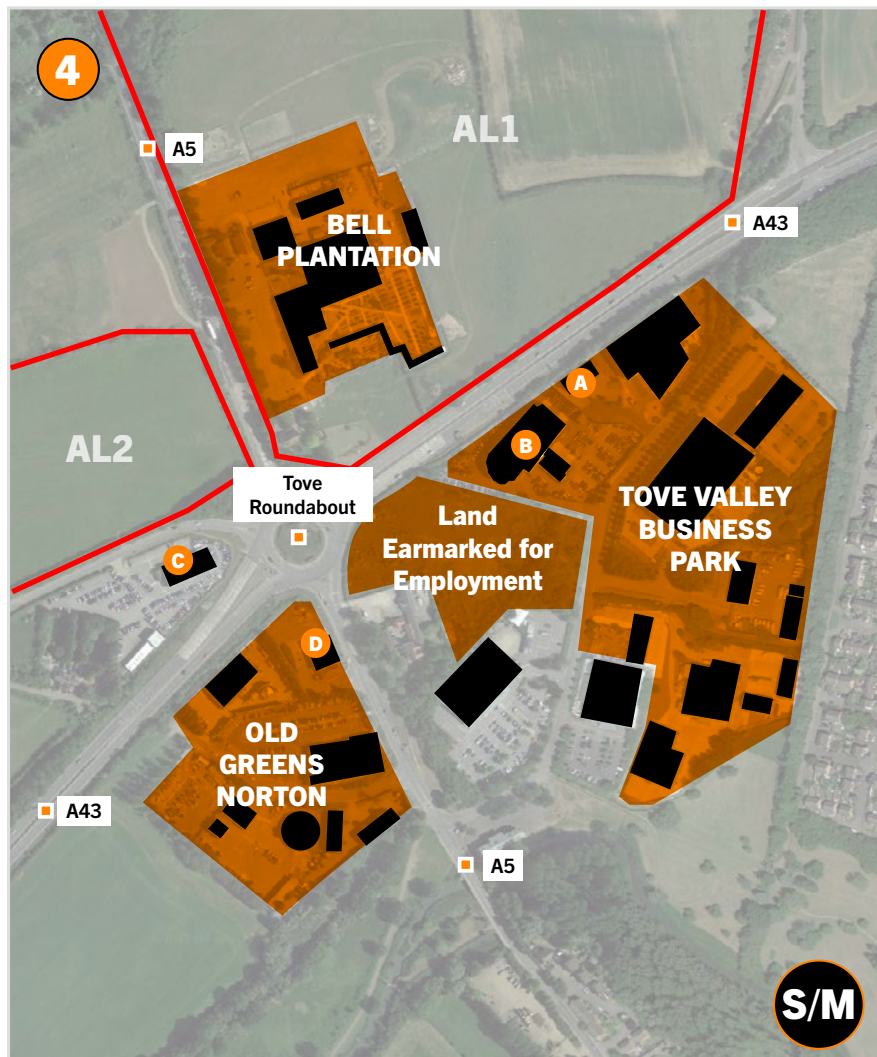 4
AL1
A5
BELL
PLANTATION
A43
A
B
AL2
Tove
Roundabout
Land
Earmarked for
Employment
TOVE VALLEY
BUSINESS
PARK
C
D
OLD
GREENS
NORTON
A43
A5
S/M